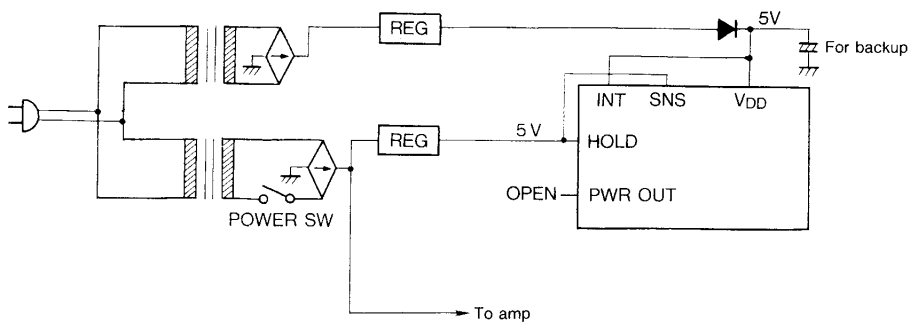 REG
5V
For backup
INT SNS VDD
REG
5 V
HOLD
OPEN
PWR OUT
POWER SW
To amp